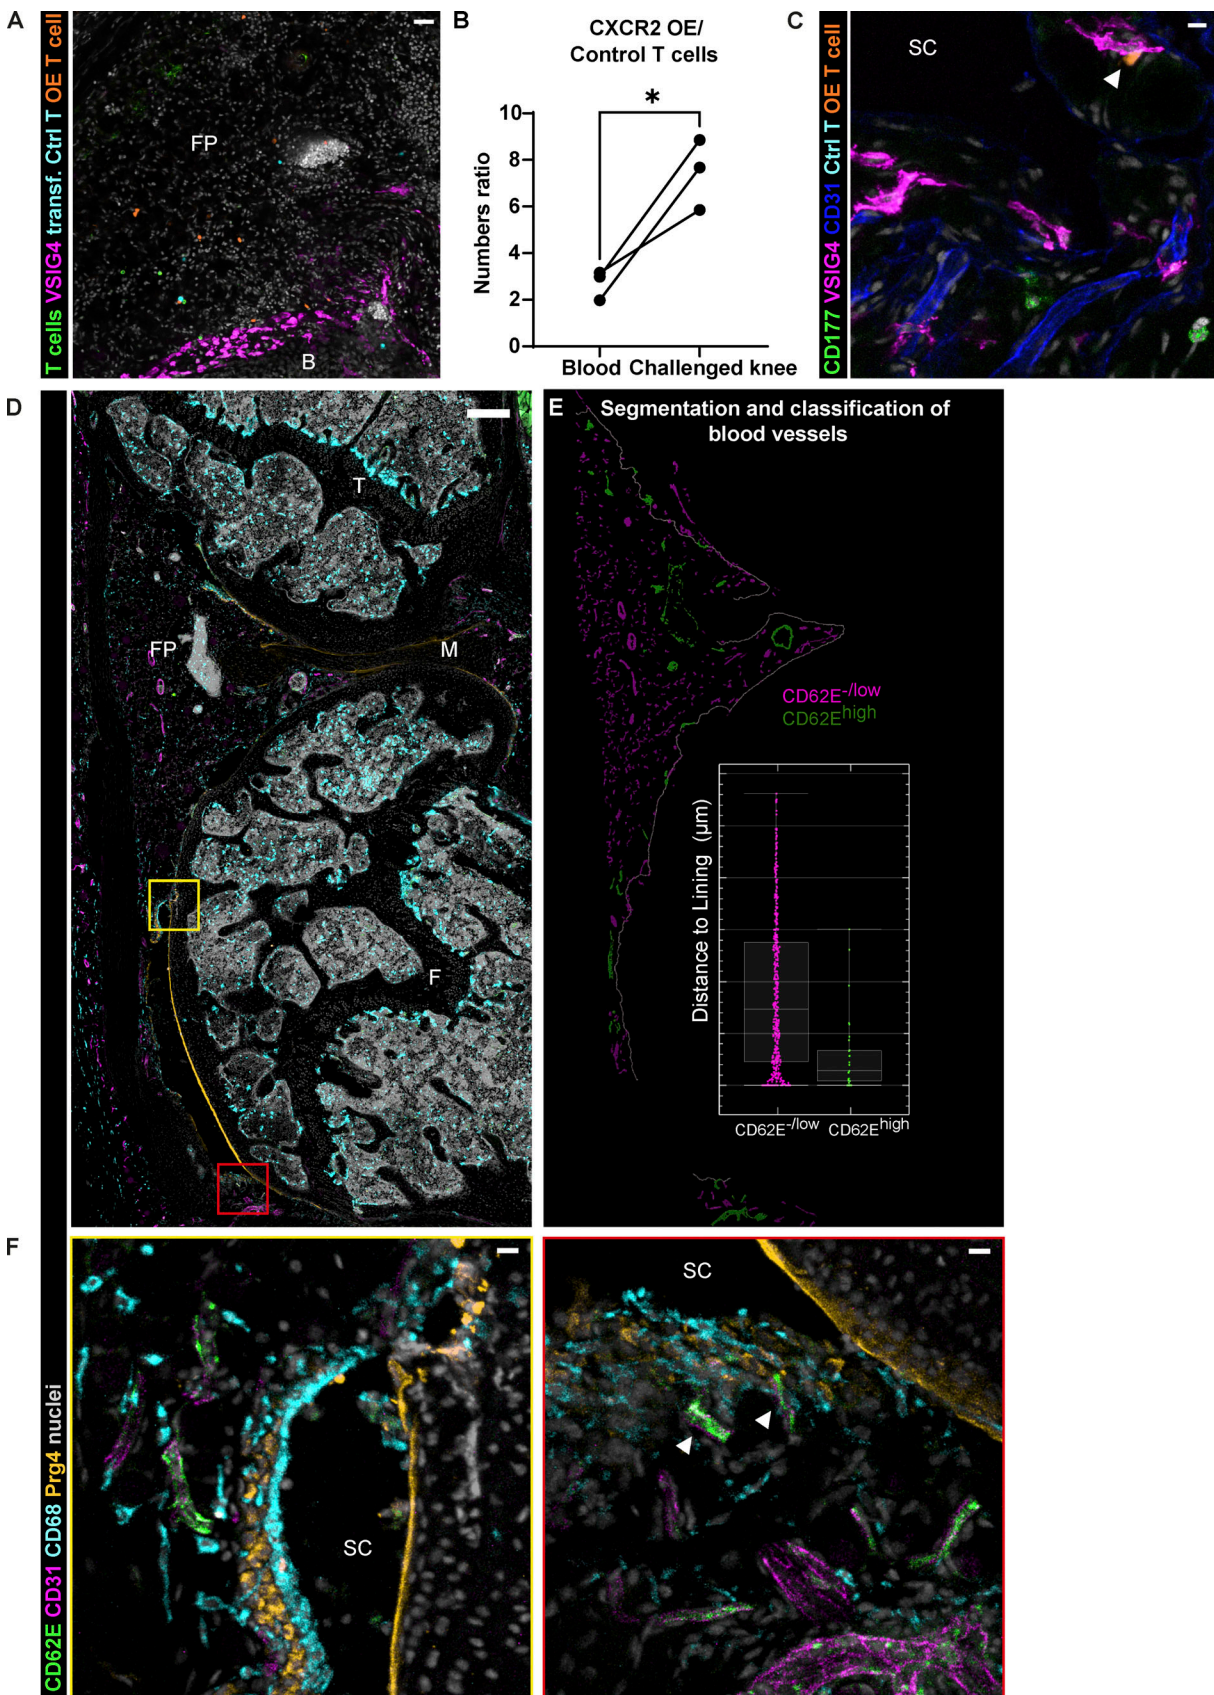 A
T cells VSIG4 transf. Ctrl T OE T cell
FP
B
B
CXCR2 OE/
Control T cells
*
Numbers ratio
10
8
6
4
2
0
Blood Challenged knee
C
CD177 VSIG4 CD31 Ctrl T OE T cell
SC
D
T
FP
M
F
E
Segmentation and classification of
blood vessels
CD62E-/low
CD62Ehigh
Distance to Lining (µm)
CD62E-/low
CD62Ehigh
F
CD62E CD31 CD68 Prg4 nuclei
SC
SC